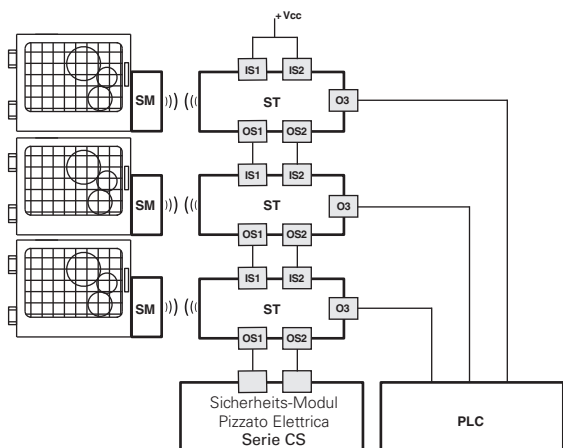 + Vcc
IS1 IS2
SM ST O3
OS1 OS2
IS1 IS2
SM ST O3
OS1 OS2
IS1 IS2
SM ST O3
OS1 OS2
Sicherheits-Modul
Pizzato Elettrica
Serie CS
PLC